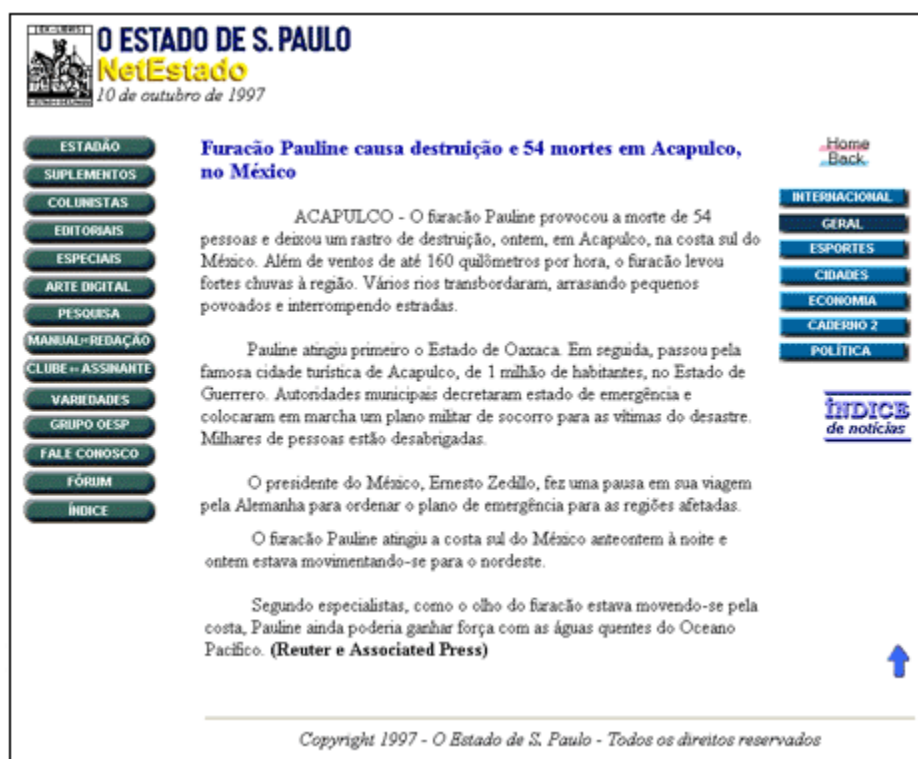 [EX-LIBRIS]
O ESTADO DE S. PAULO
NetEstado
10 de outubro de 1997
ESTADÃO
SUPLEMENTOS
COLUNISTAS
EDITORIAIS
ESPECIAIS
ARTE DIGITAL
PESQUISA
MANUAL DE REDAÇÃO
CLUBE DO ASSINANTE
VARIEDADES
GRUPO OESP
FALE CONOSCO
FÓRUM
ÍNDICE
Furacão Pauline causa destruição e 54 mortes em Acapulco,
no México
ACAPULCO - O furacão Pauline provocou a morte de 54
pessoas e deixou um rastro de destruição, ontem, em Acapulco, na costa sul do
México. Além de ventos de até 160 quilômetros por hora, o furacão levou
fortes chuvas à região. Vários rios transbordaram, arrasando pequenos
povoados e interrompendo estradas.
Pauline atingiu primeiro o Estado de Oaxaca. Em seguida, passou pela
famosa cidade turística de Acapulco, de 1 milhão de habitantes, no Estado de
Guerrero. Autoridades municipais decretaram estado de emergência e
colocaram em marcha um plano militar de socorro para as vítimas do desastre.
Milhares de pessoas estão desabrigadas.
O presidente do México, Ernesto Zedillo, fez uma pausa em sua viagem
pela Alemanha para ordenar o plano de emergência para as regiões afetadas.
O furacão Pauline atingiu a costa sul do México anteontem à noite e
ontem estava movimentando-se para o nordeste.
Segundo especialistas, como o olho do furacão estava movendo-se pela
costa, Pauline ainda poderia ganhar força com as águas quentes do Oceano
Pacífico. (Reuter e Associated Press)
Home
Back
INTERNACIONAL
GERAL
ESPORTES
CIDADES
ECONOMIA
CADERNO 2
POLÍTICA
ÍNDICE
de notícias
Copyright 1997 - O Estado de S. Paulo - Todos os direitos reservados